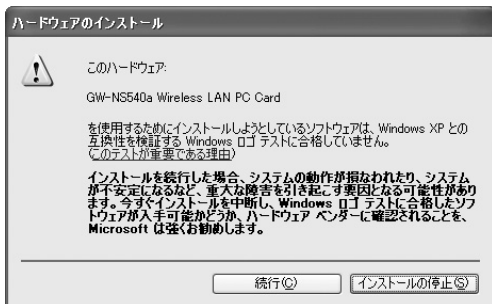 ハードウェアのインストール
このハードウェア:
GW-NS540a Wireless LAN PC Card
を使用するためにインストールしようとしているソフトウェアは、Windows XP との
互換性を検証する Windows ロゴ テストに合格していません。
(このテストが重要である理由)
インストールを続行した場合、システムの動作が損なわれたり、システム
が不安定になるなど、重大な障害を引き起こす要因となる可能性があり
ます。今すぐインストールを中断し、Windows ロゴ テストに合格したソフ
トウェアが入手可能かどうか、ハードウェア ベンダーに確認されることを、
Microsoft は強くお勧めします。
続行(C)
インストールの停止(S)